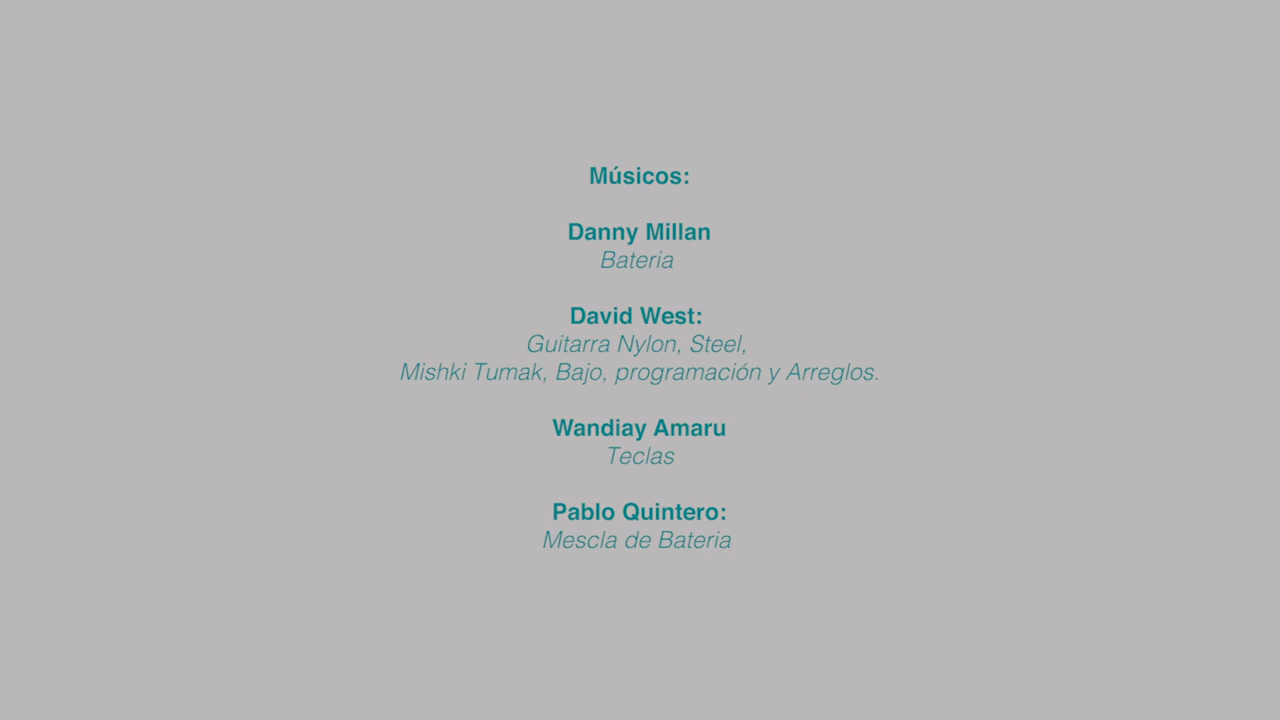 Músicos:
Danny Millan
Bateria
David West:
Guitarra Nylon, Steel,
Mishki Tumak, Bajo, programación y Arreglos.
Wandiay Amaru
Teclas
Pablo Quintero:
Mescla de Bateria